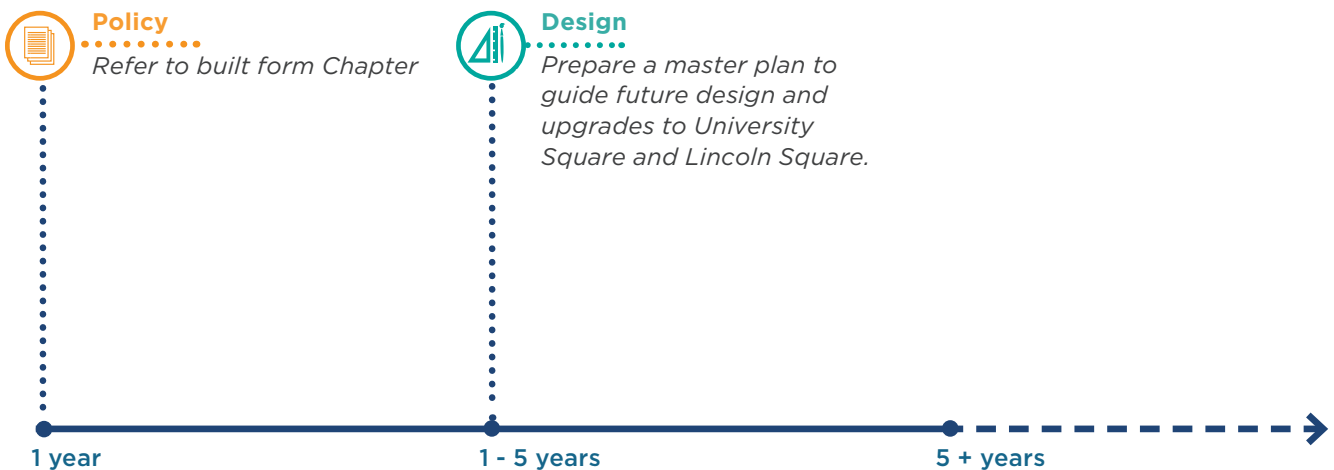 Policy
Refer to built form Chapter
Design
Prepare a master plan to
guide future design and
upgrades to University
Square and Lincoln Square.
1 year
1 - 5 years
5 + years